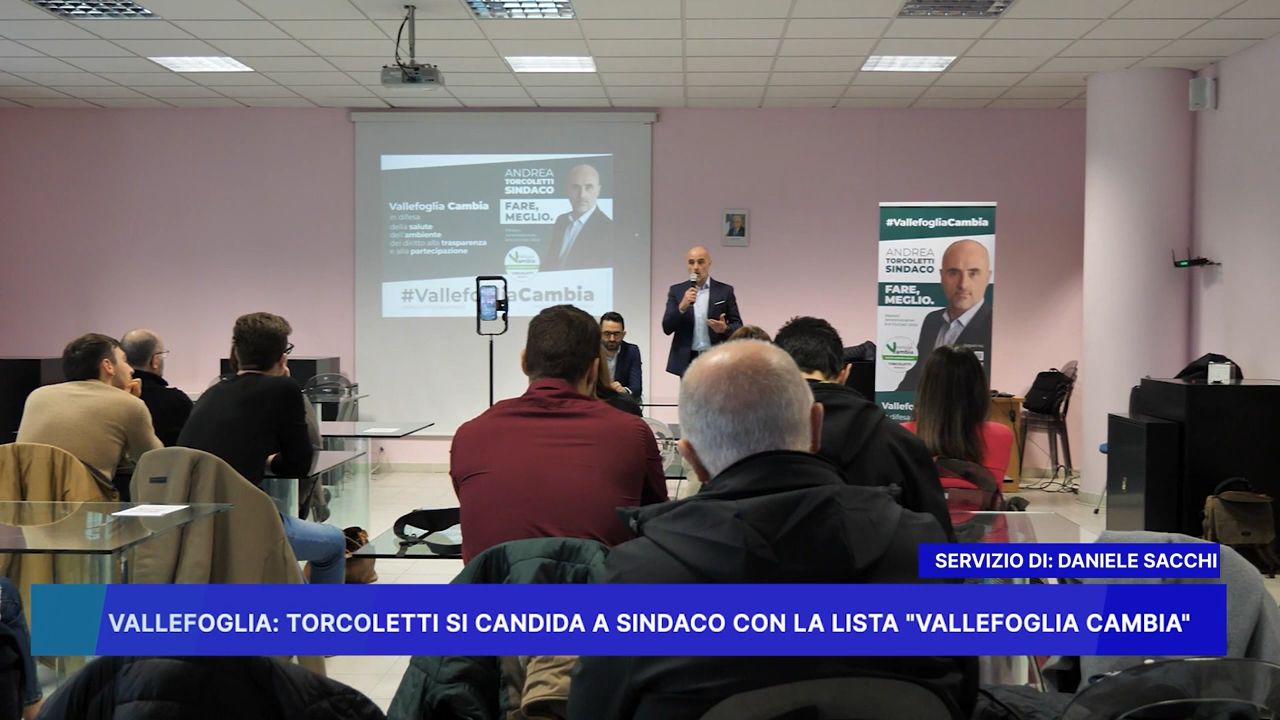 ANDREA
TORCOLETTI
SINDACO
FARE,
MEGLIO.
Vallefoglia Cambia
in difesa
della salute
dell'ambiente
del diritto alla trasparenza
e alla partecipazione
TORCOLETTI
#VallefogliaCambia
#VallefogliaCambia
ANDREA
TORCOLETTI
SINDACO
FARE,
MEGLIO.
TORCOLETTI
SERVIZIO DI: DANIELE SACCHI
VALLEFOGLIA: TORCOLETTI SI CANDIDA A SINDACO CON LA LISTA "VALLEFOGLIA CAMBIA"